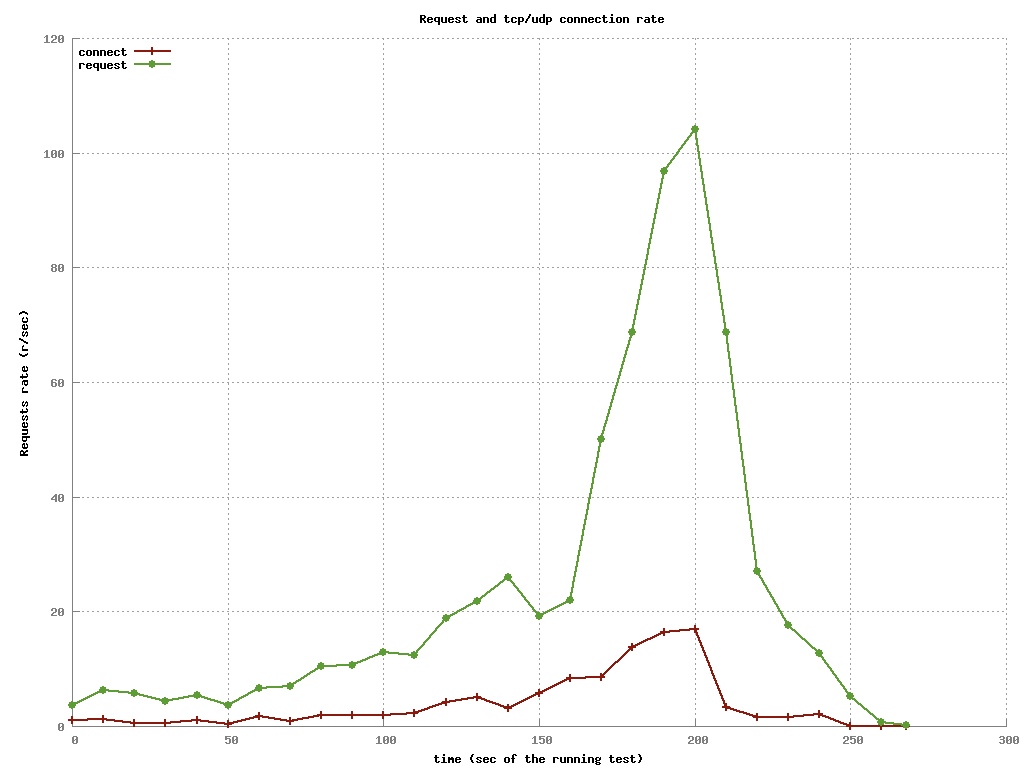 Request and tcp/udp connection rate
connect
request
120
100
80
60
40
20
0
Requests rate (r/sec)
0 50 100 150 200 250 300
time (sec of the running test)